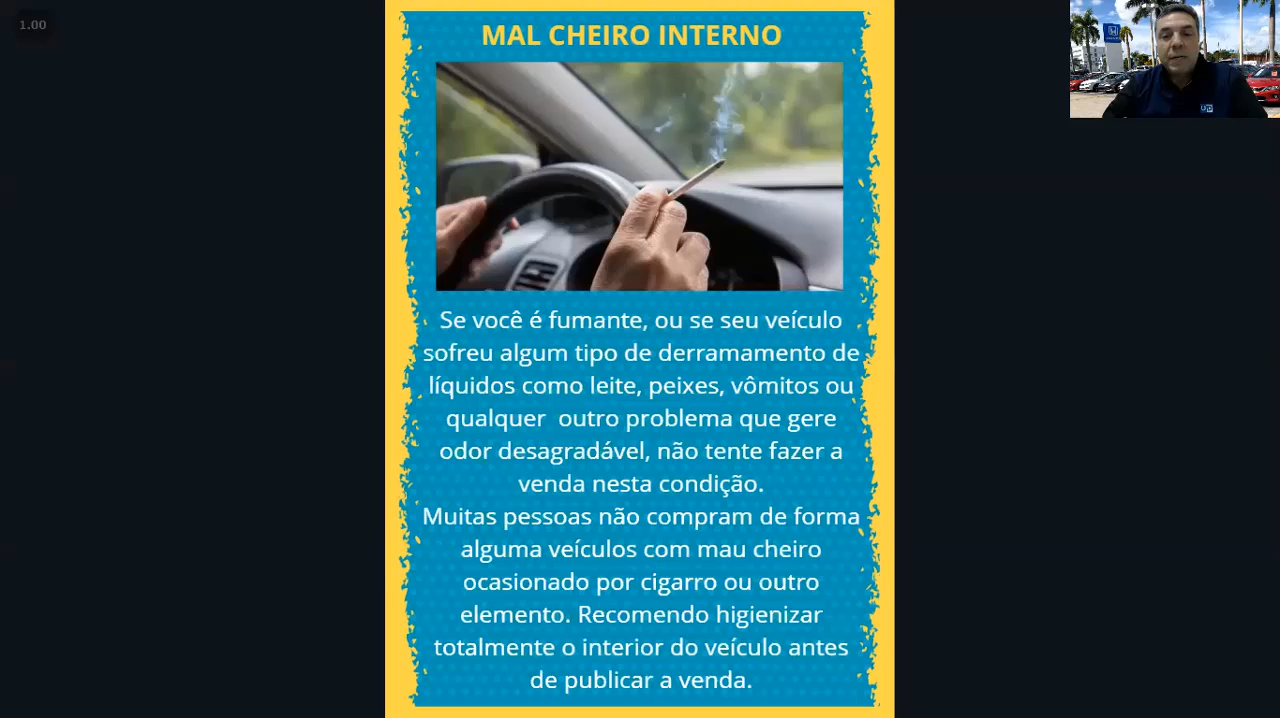 1.00
MAL CHEIRO INTERNO
Se você é fumante, ou se seu veículo
sofreu algum tipo de derramamento de
líquidos como leite, peixes, vômitos ou
qualquer outro problema que gere
odor desagradável, não tente fazer a
venda nesta condição.
Muitas pessoas não compram de forma
alguma veículos com mau cheiro
ocasionado por cigarro ou outro
elemento. Recomendo higienizar
totalmente o interior do veículo antes
de publicar a venda.